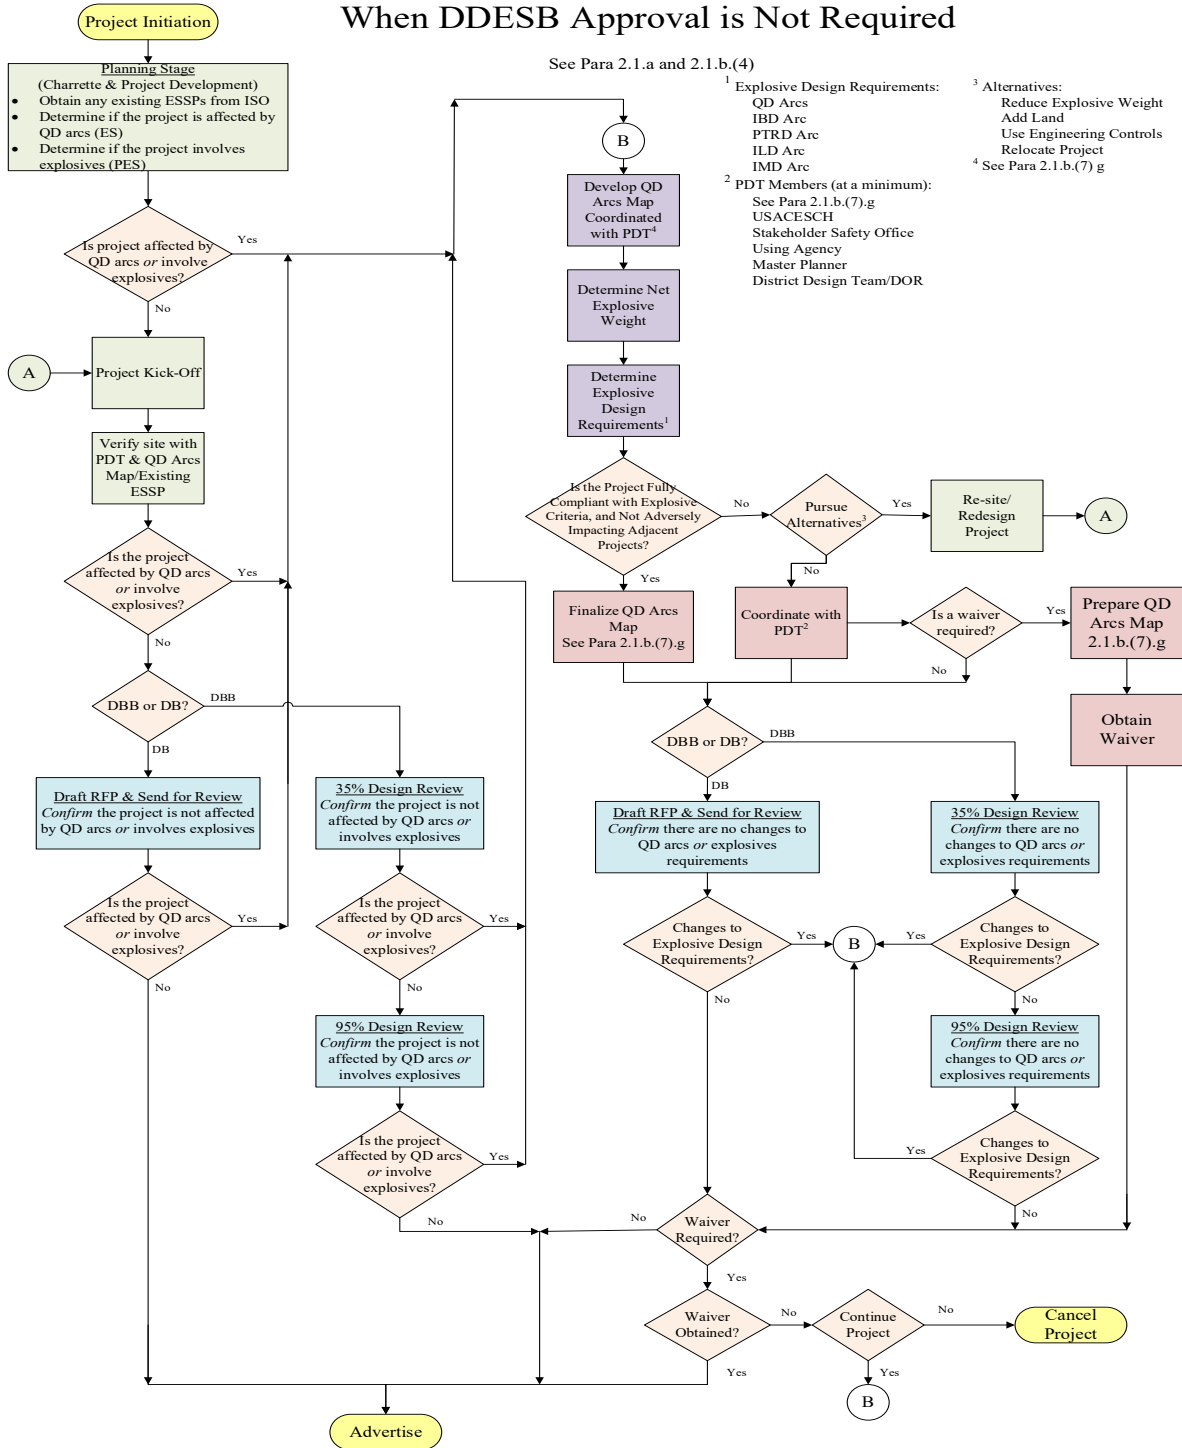 When DDESB Approval is Not Required
Project Initiation
Planning Stage
(Charrette & Project Development)
• Obtain any existing ESSPs from ISO
• Determine if the project is affected by
QD arcs (ES)
• Determine if the project involves
explosives (PES)
See Para 2.1.a and 2.1.b.(4)
1 Explosive Design Requirements:
QD Arcs
IBD Arc
PTRD Arc
ILD Arc
IMD Arc
2 PDT Members (at a minimum):
See Para 2.1.b.(7).g
USACESCH
Stakeholder Safety Office
Using Agency
Master Planner
District Design Team/DOR
3 Alternatives:
Reduce Explosive Weight
Add Land
Use Engineering Controls
Relocate Project
4 See Para 2.1.b.(7) g
Is project affected by
QD arcs or involve
explosives?
Yes
No
A
Project Kick-Off
Verify site with
PDT & QD Arcs
Map/Existing
ESSP
Is the project
affected by QD arcs
or involve
explosives?
Yes
No
DBB or DB?
DBB
DB
Draft RFP & Send for Review
Confirm the project is not affected
by QD arcs or involves explosives
Is the project
affected by QD arcs
or involve
explosives?
Yes
No
35% Design Review
Confirm the project is not
affected by QD arcs or
involves explosives
Is the project
affected by QD arcs
or involve
explosives?
Yes
No
95% Design Review
Confirm the project is not
affected by QD arcs or
involves explosives
Is the project
affected by QD arcs
or involve
explosives?
Yes
No
B
Develop QD
Arcs Map
Coordinated
with PDT4
Determine Net
Explosive
Weight
Determine
Explosive
Design
Requirements1
Is the Project Fully
Compliant with Explosive
Criteria, and Not Adversely
Impacting Adjacent
Projects?
No
Yes
Pursue
Alternatives3
Yes
No
Re-site/
Redesign
Project
A
Finalize QD Arcs
Map
See Para 2.1.b.(7).g
Coordinate with
PDT2
Is a waiver
required?
Yes
No
Prepare QD
Arcs Map
2.1.b.(7).g
Obtain
Waiver
DBB or DB?
DBB
DB
Draft RFP & Send for Review
Confirm there are no changes to
QD arcs or explosives
requirements
Changes to
Explosive Design
Requirements?
Yes
No
B
35% Design Review
Confirm there are no
changes to QD arcs or
explosives requirements
Changes to
Explosive Design
Requirements?
Yes
No
95% Design Review
Confirm there are no
changes to QD arcs or
explosives requirements
Changes to
Explosive Design
Requirements?
Yes
No
Waiver
Required?
No
Yes
Waiver
Obtained?
No
Yes
Continue
Project
No
Yes
Cancel
Project
B
Advertise